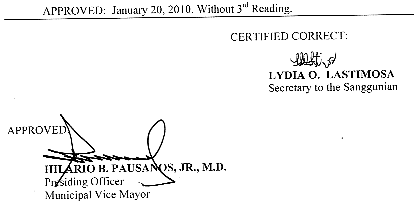 APPROVED: January 20, 2010. Without 3rd Reading.
CERTIFIED CORRECT:
LYDIA O. LASTIMOSA
Secretary to the Sanggunian
APPROVED:
HILARIO B. PAUSANOS, JR., M.D.
Presiding Officer
Municipal Vice Mayor